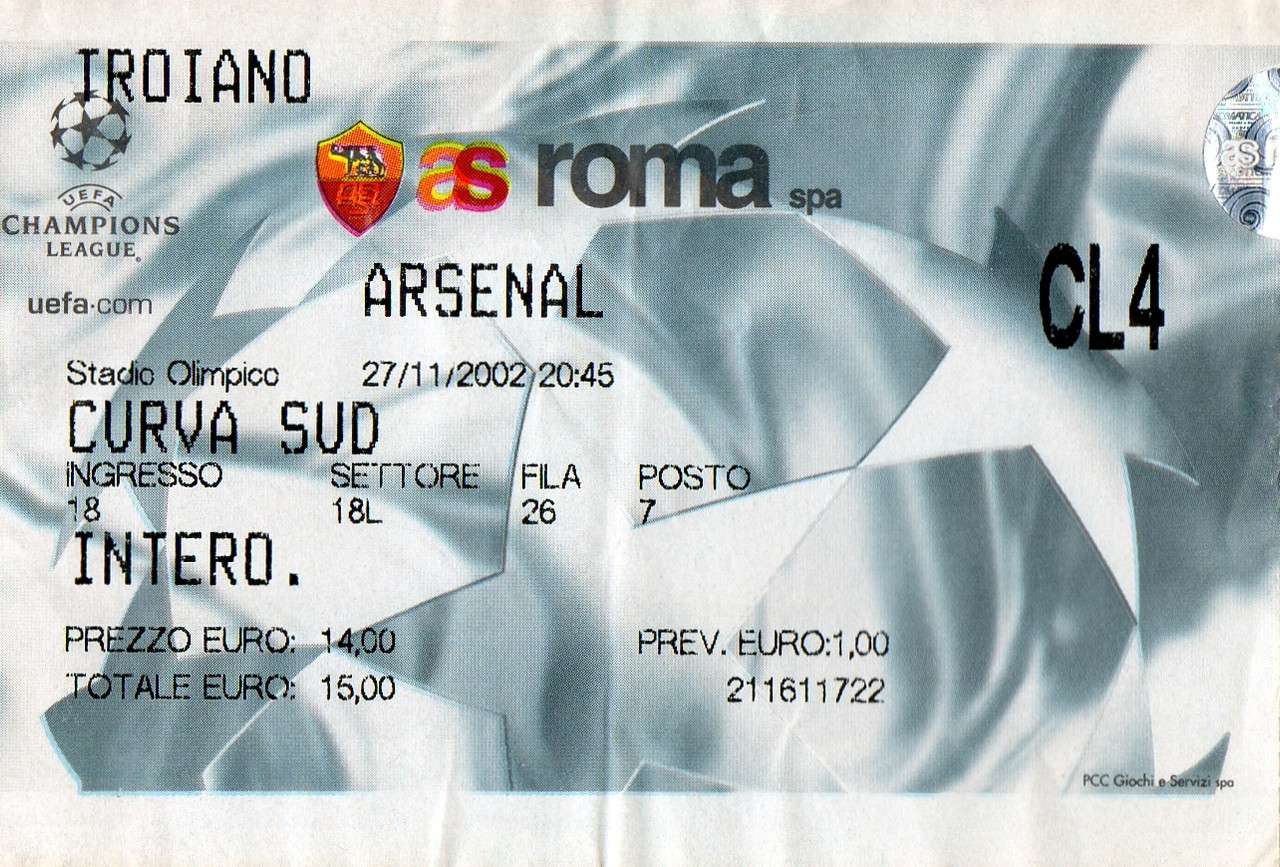 TROIANO
as roma spa
UEFA
CHAMPIONS
LEAGUE
uefa.com
ARSENAL
CL4
Stadio Olimpico 27/11/2002 20:45
CURVA SUD
INGRESSO SETTORE FILA POSTO
18 18L 26 7
INTERO.
PREZZO EURO: 14,00 PREV. EURO:1,00
TOTALE EURO: 15,00 211611722
PCC Giochi e Servizi spa